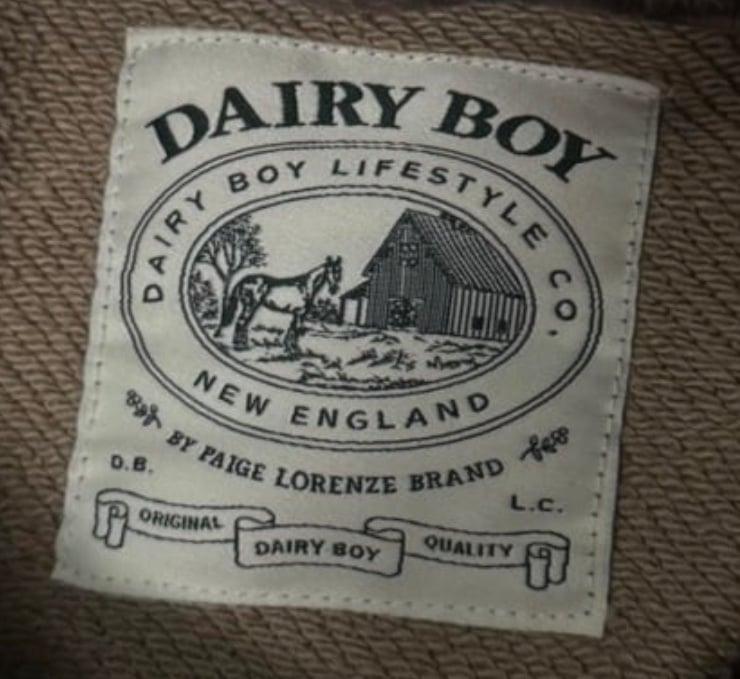 DAIRY BOY
DAIRY BOY LIFESTYLE CO.
NEW ENGLAND
BY PAIGE LORENZE BRAND
D.B.
L.C.
ORIGINAL
DAIRY BOY
QUALITY